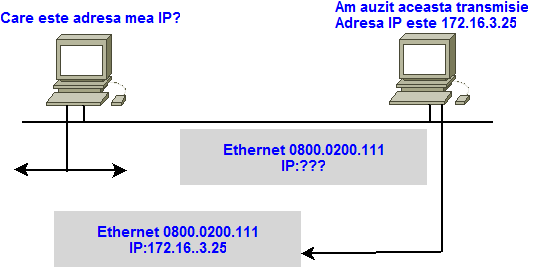 Care este adresa mea IP?
Am auzit aceasta transmisie
Adresa IP este 172.16.3.25
Ethernet 0800.0200.111
IP:???
Ethernet 0800.0200.111
IP:172.16..3.25